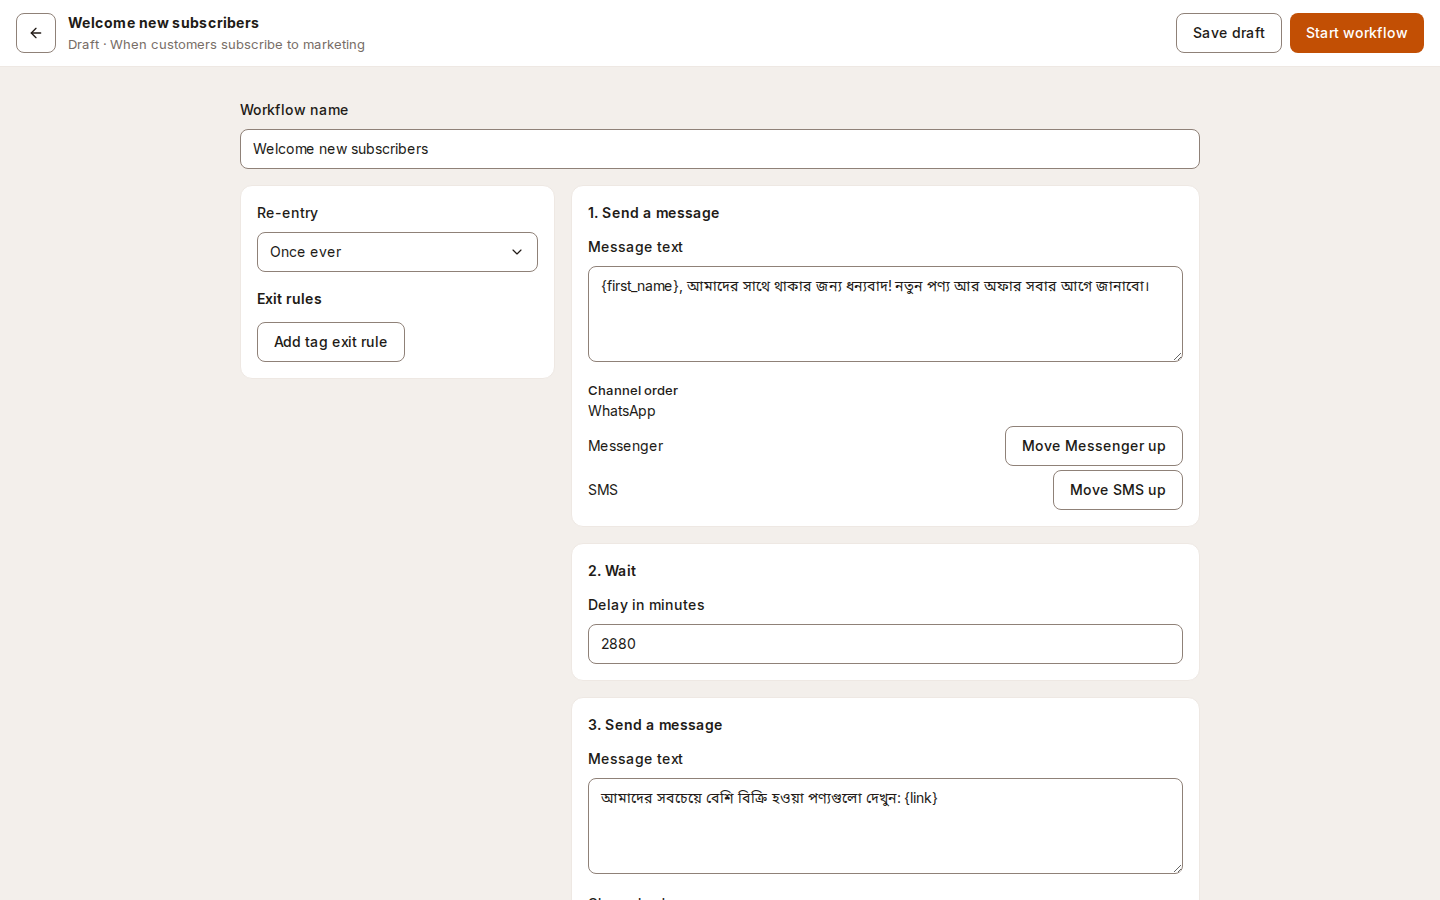 Welcome new subscribers
Draft · When customers subscribe to marketing
Save draft
Start workflow
Workflow name
Welcome new subscribers
Re-entry
Once ever
Exit rules
Add tag exit rule
1. Send a message
Message text
{first_name}, আমাদের সাথে থাকার জন্য ধন্যবাদ! নতুন পণ্য আর অফার সবার আগে জানাবো।
Channel order
WhatsApp
Messenger
Move Messenger up
SMS
Move SMS up
2. Wait
Delay in minutes
2880
3. Send a message
Message text
আমাদের সবচেয়ে বেশি বিক্রি হওয়া পণ্যগুলো দেখুন: {link}